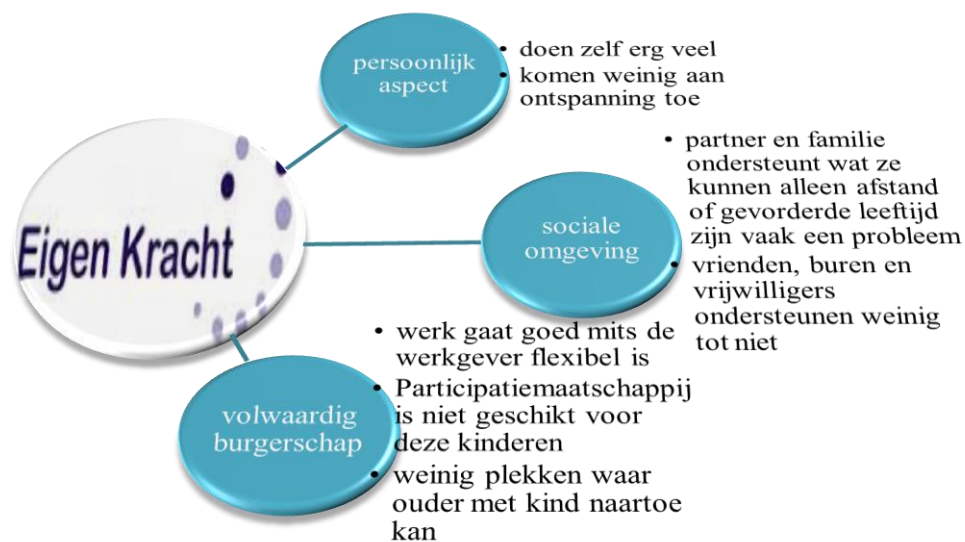 Eigen Kracht
persoonlijk
aspect
• doen zelf erg veel
• komen weinig aan
ontspanning toe
sociale
omgeving
• partner en familie
ondersteunt wat ze
kunnen alleen afstand
of gevorderde leeftijd
zijn vaak een probleem
• vrienden, buren en
vrijwilligers
ondersteunen weinig
tot niet
volwaardig
burgerschap
• werk gaat goed mits de
werkgever flexibel is
• Participatiemaatschappij
is niet geschikt voor
deze kinderen
• weinig plekken waar
ouder met kind naartoe
kan